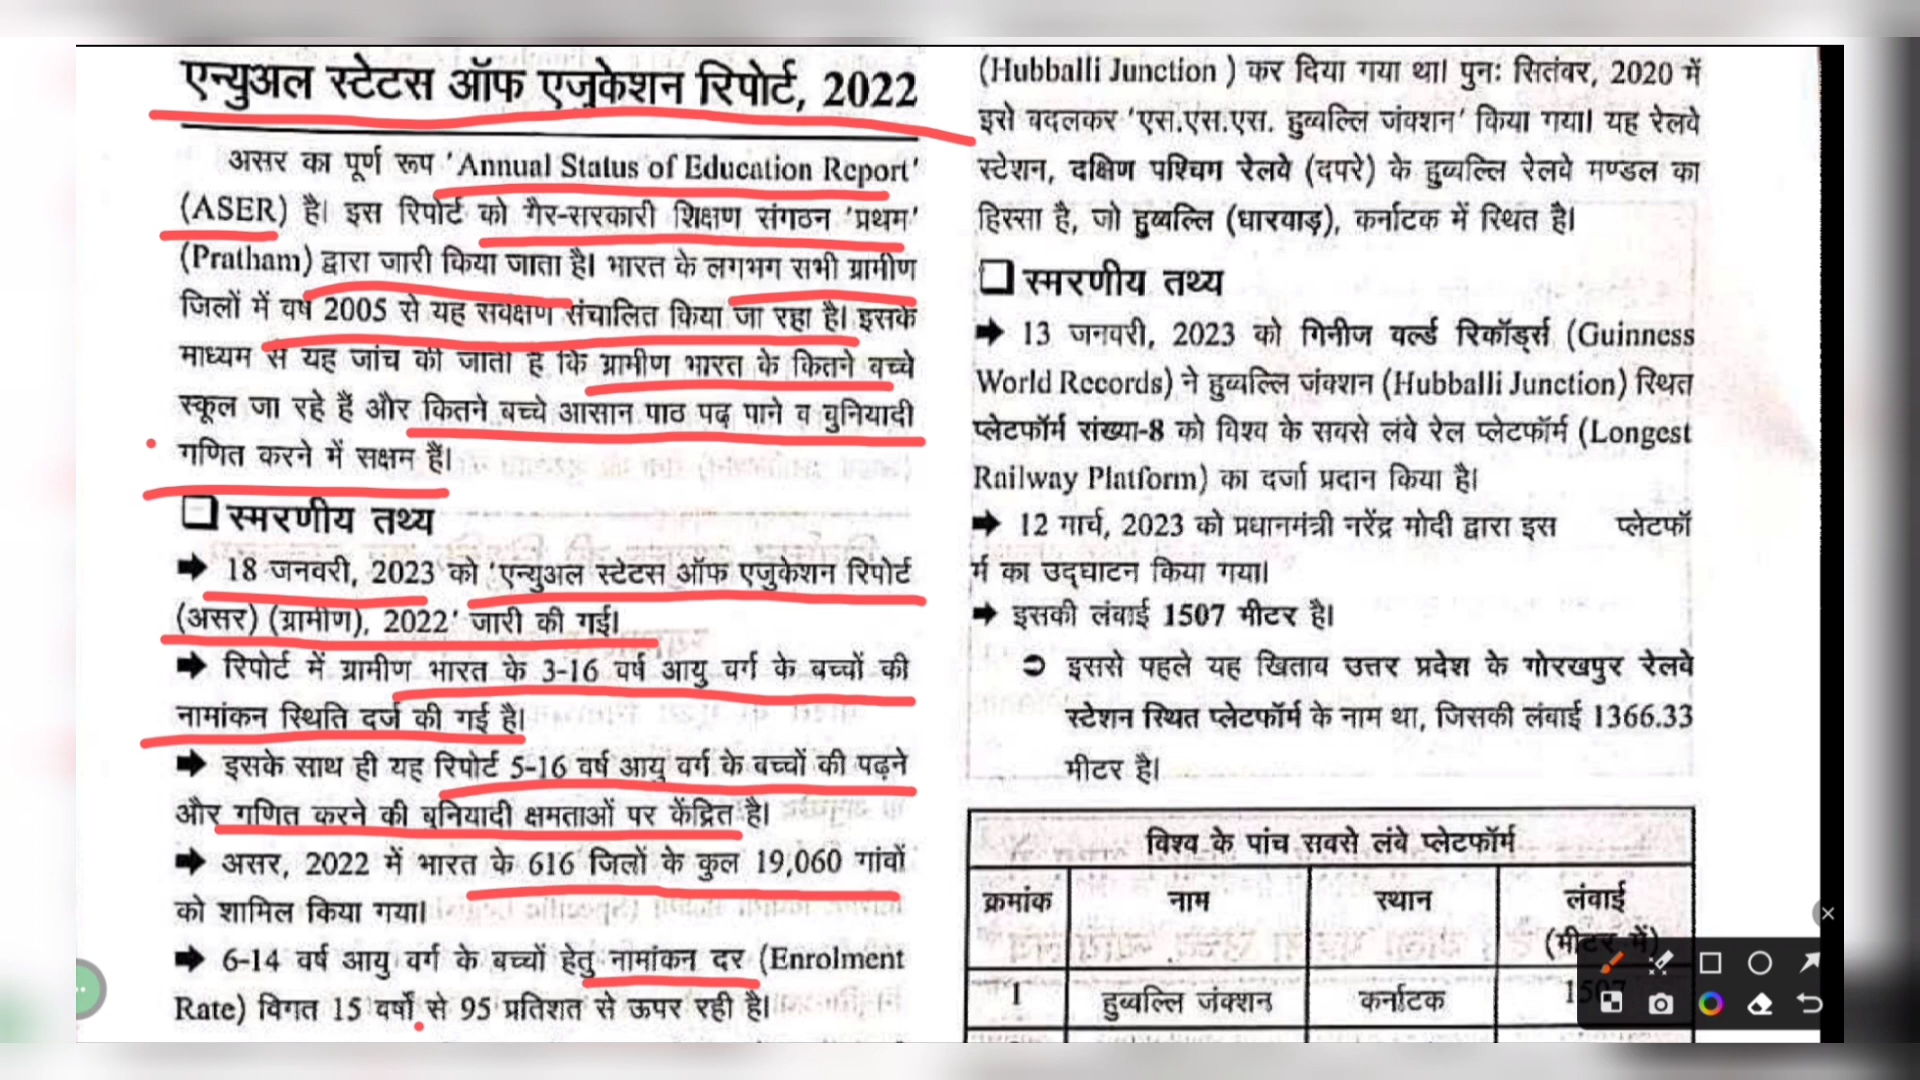 एन्युअल स्टेटस ऑफ एजुकेशन रिपोर्ट, 2022
असर का पूर्ण रूप 'Annual Status of Education Report'
(ASER) है। इस रिपोर्ट को गैर-सरकारी शिक्षण संगठन 'प्रथम'
(Pratham) द्वारा जारी किया जाता है। भारत के लगभग सभी ग्रामीण
जिलों में वर्ष 2005 से यह सर्वेक्षण संचालित किया जा रहा है। इसके
माध्यम से यह जांच की जाती है कि ग्रामीण भारत के कितने बच्चे
स्कूल जा रहे हैं और कितने बच्चे आसान पाठ पढ़ पाने व बुनियादी
गणित करने में सक्षम हैं।
❑ स्मरणीय तथ्य
➡ 18 जनवरी, 2023 को 'एन्युअल स्टेटस ऑफ एजुकेशन रिपोर्ट
(असर) (ग्रामीण), 2022' जारी की गई।
➡ रिपोर्ट में ग्रामीण भारत के 3-16 वर्ष आयु वर्ग के बच्चों की
नामांकन स्थिति दर्ज की गई है।
➡ इसके साथ ही यह रिपोर्ट 5-16 वर्ष आयु वर्ग के बच्चों की पढ़ने
और गणित करने की बुनियादी क्षमताओं पर केंद्रित है।
➡ असर, 2022 में भारत के 616 जिलों के कुल 19,060 गांवों
को शामिल किया गया।
➡ 6-14 वर्ष आयु वर्ग के बच्चों हेतु नामांकन दर (Enrolment
Rate) विगत 15 वर्षों से 95 प्रतिशत से ऊपर रही है।
(Hubballi Junction ) कर दिया गया था। पुनः सितंबर, 2020 में
इसे बदलकर 'एस.एस.एस. हुब्बल्लि जंक्शन' किया गया। यह रेलवे
स्टेशन, दक्षिण पश्चिम रेलवे (दपरे) के हुब्बल्लि रेलवे मण्डल का
हिस्सा है, जो हुब्बल्लि (धारवाड़), कर्नाटक में स्थित है।
❑ स्मरणीय तथ्य
➡ 13 जनवरी, 2023 को गिनीज वर्ल्ड रिकॉर्ड्स (Guinness
World Records) ने हुब्बल्लि जंक्शन (Hubballi Junction) स्थित
प्लेटफॉर्म संख्या-8 को विश्व के सबसे लंबे रेल प्लेटफॉर्म (Longest
Railway Platform) का दर्जा प्रदान किया है।
➡ 12 मार्च, 2023 को प्रधानमंत्री नरेंद्र मोदी द्वारा इस प्लेटफॉ
र्म का उद्घाटन किया गया।
➡ इसकी लंबाई 1507 मीटर है।
➲ इससे पहले यह खिताब उत्तर प्रदेश के गोरखपुर रेलवे
स्टेशन स्थित प्लेटफॉर्म के नाम था, जिसकी लंबाई 1366.33
मीटर है।
विश्व के पांच सबसे लंबे प्लेटफॉर्म
क्रमांक नाम स्थान लंबाई
(मीटर में)
1 हुब्बल्लि जंक्शन कर्नाटक 1507